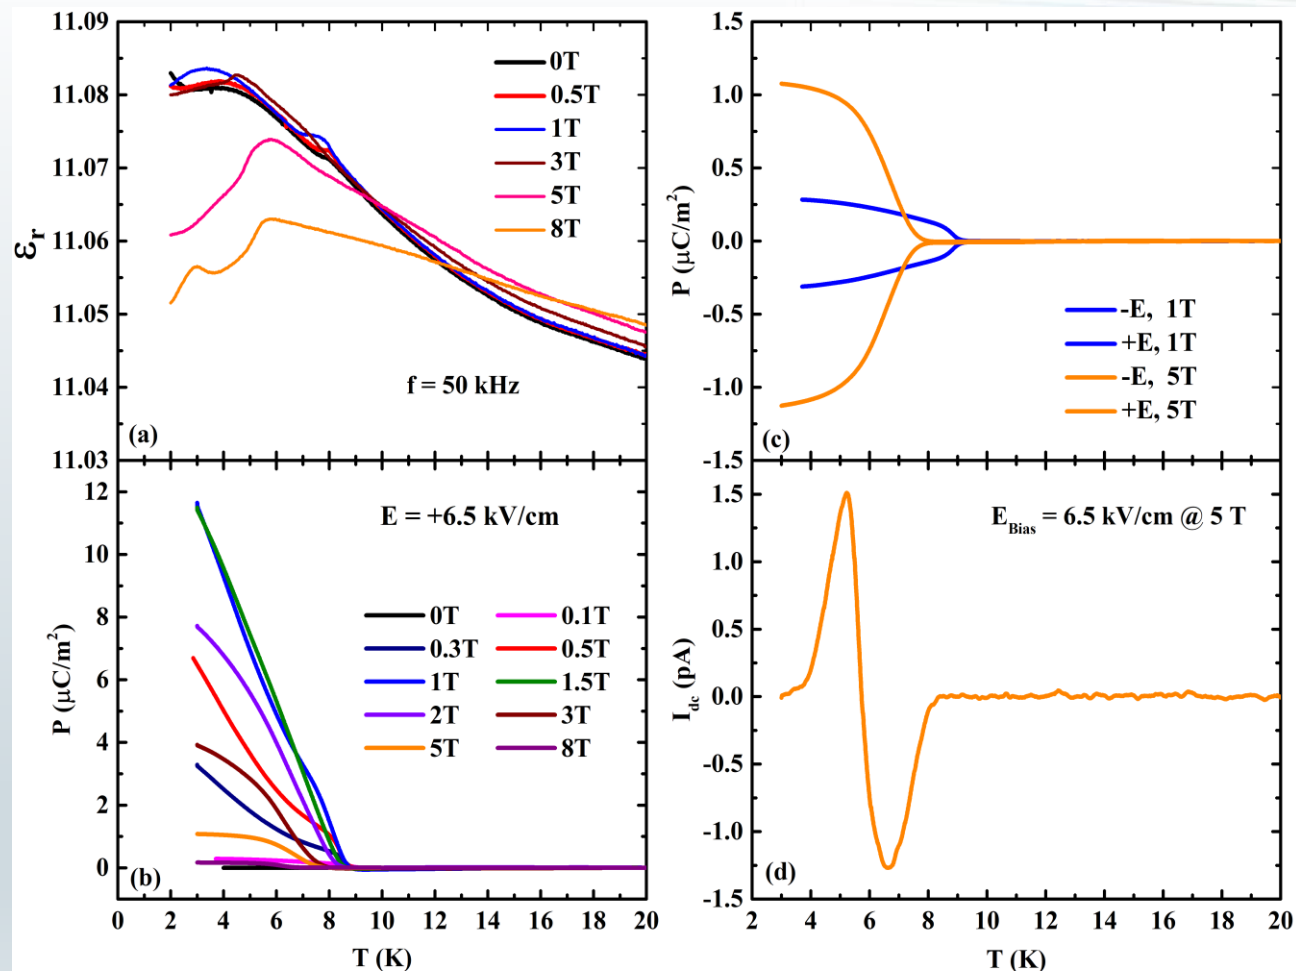 11.09
11.08
11.07
11.06
11.05
11.04
11.03
εr
0T
0.5T
1T
3T
5T
8T
f = 50 kHz
(a)
12
10
8
6
4
2
0
P (μC/m²)
E = +6.5 kV/cm
0T 0.1T
0.3T 0.5T
1T 1.5T
2T 3T
5T 8T
(b)
0 2 4 6 8 10 12 14 16 18 20
T (K)
1.5
1.0
0.5
0.0
-0.5
-1.0
-1.5
P (μC/m²)
-E, 1T
+E, 1T
-E, 5T
+E, 5T
(c)
1.5
1.0
0.5
0.0
-0.5
-1.0
-1.5
Idc (pA)
EBias = 6.5 kV/cm @ 5 T
(d)
2 4 6 8 10 12 14 16 18 20
T (K)